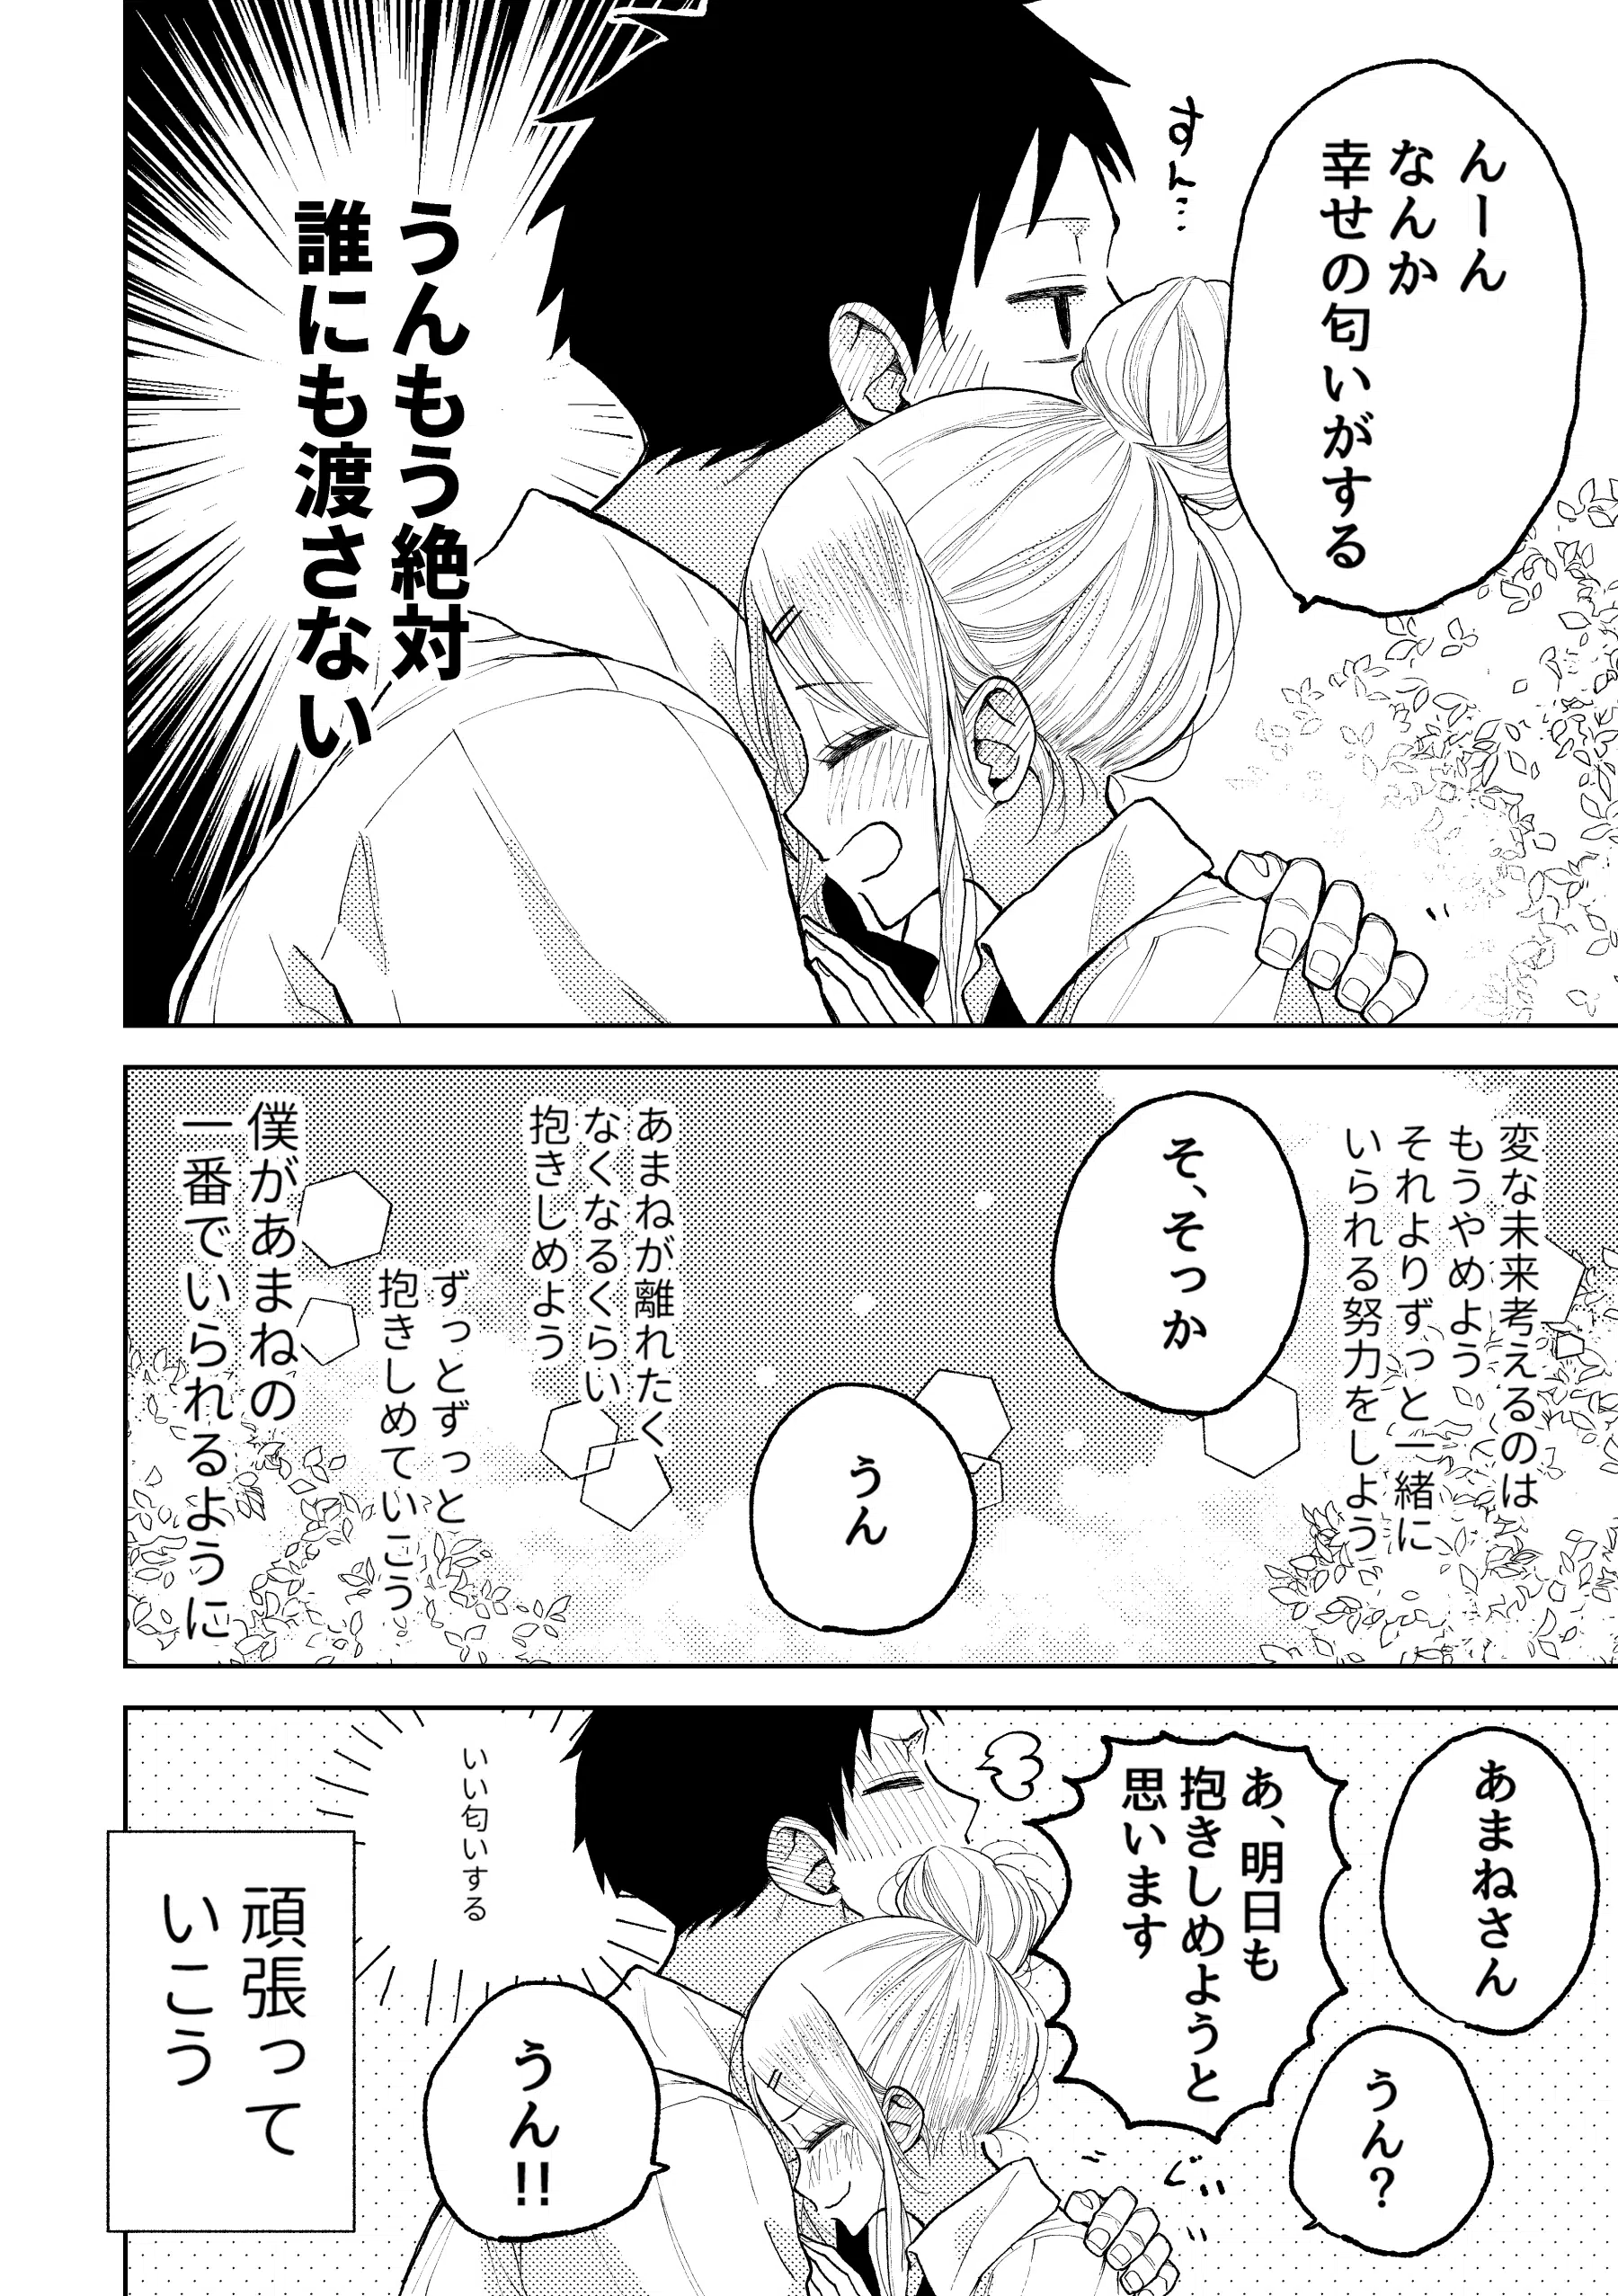 んーん
なんか
幸せの匂いがする
すん…
うんもう絶対
誰にも渡さない
変な未来考えるのは
もうやめよう
それよりずっと一緒に
いられる努力をしよう
そ、そっか
うん
あまねが離れたく
なくなるくらい
抱きしめよう
ずっとずっと
抱きしめていこう
僕があまねの
一番でいられるように
あまねさん
うん？
あ、明日も
抱きしめようと
思います
ぐい
いい匂いする
うん!!
頑張って
いこう